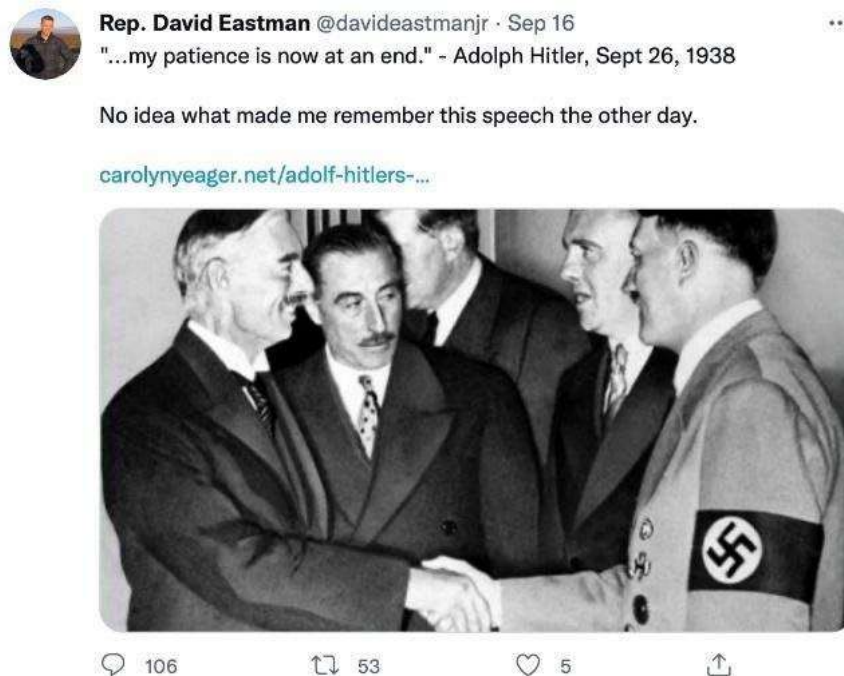 Rep. David Eastman @davideastmanjr · Sep 16
"...my patience is now at an end." - Adolph Hitler, Sept 26, 1938
No idea what made me remember this speech the other day.
carolynyeager.net/adolf-hitlers-...
106 53 5